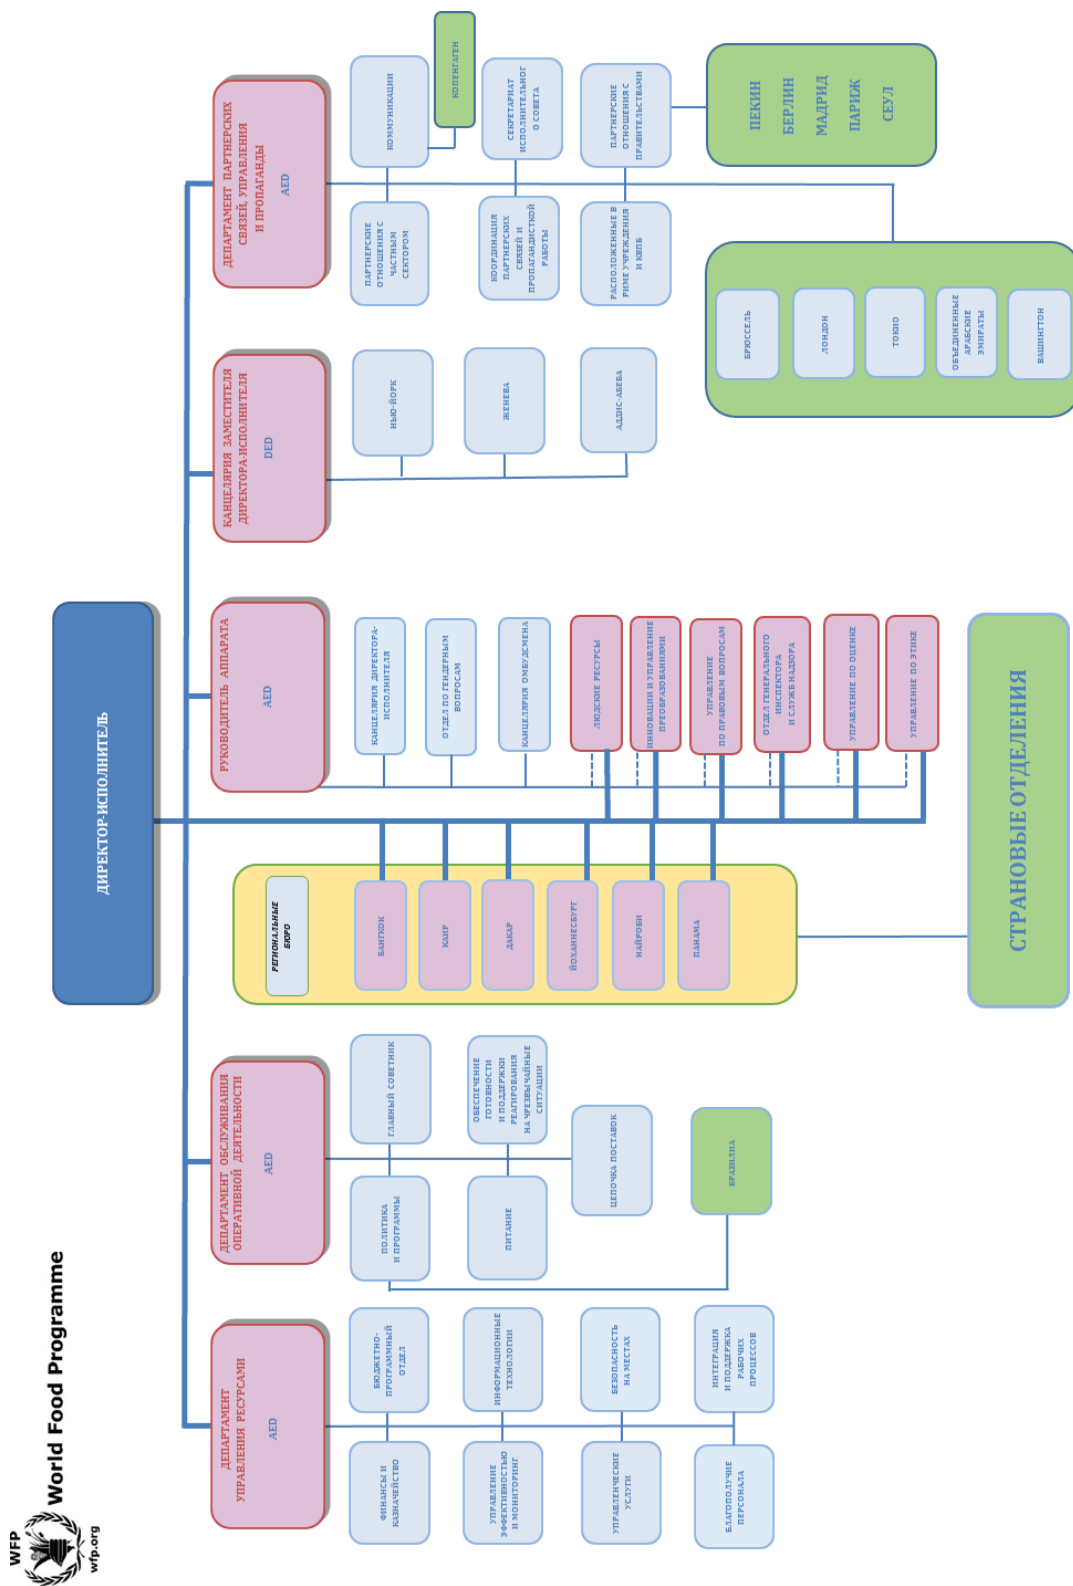 WFP
wfp.org
World Food Programme
ДИРЕКТОР-ИСПОЛНИТЕЛЬ
ДЕПАРТАМЕНТ
УПРАВЛЕНИЯ РЕСУРСАМИ
AED
ФИНАНСЫ И
КАЗНАЧЕЙСТВО
БЮДЖЕТНО-
ПРОГРАММНЫЙ
ОТДЕЛ
УПРАВЛЕНИЕ
ЭФФЕКТИВНОСТЬЮ
И МОНИТОРИНГ
ИНФОРМАЦИОННЫЕ
ТЕХНОЛОГИИ
УПРАВЛЕНЧЕСКИЕ
УСЛУГИ
БЕЗОПАСНОСТЬ
НА МЕСТАХ
БЛАГОПОЛУЧИЕ
ПЕРСОНАЛА
ИНТЕГРАЦИЯ
И ПОДДЕРЖКА
РАБОЧИХ
ПРОЦЕССОВ
ДЕПАРТАМЕНТ ОБСЛУЖИВАНИЯ
ОПЕРАТИВНОЙ ДЕЯТЕЛЬНОСТИ
AED
ПОЛИТИКА
И ПРОГРАММЫ
ГЛАВНЫЙ СОВЕТНИК
ПИТАНИЕ
ОБЕСПЕЧЕНИЕ
ГОТОВНОСТИ
И ПОДДЕРЖКИ
РЕАГИРОВАНИЯ
НА ЧРЕЗВЫЧАЙНЫЕ
СИТУАЦИИ
ЦЕПОЧКА ПОСТАВОК
БРАЗИЛИА
РЕГИОНАЛЬНЫЕ
БЮРО
БАНГКОК
КАИР
ДАКАР
ЙОХАННЕСБУРГ
НАЙРОБИ
ПАНАМА
СТРАНОВЫЕ ОТДЕЛЕНИЯ
РУКОВОДИТЕЛЬ АППАРАТА
AED
КАНЦЕЛЯРИЯ ДИРЕКТОРА-
ИСПОЛНИТЕЛЯ
ОТДЕЛ ПО ГЕНДЕРНЫМ
ВОПРОСАМ
КАНЦЕЛЯРИЯ ОМБУДСМЕНА
ЛЮДСКИЕ РЕСУРСЫ
ИННОВАЦИИ И УПРАВЛЕНИЕ
ПРЕОБРАЗОВАНИЯМИ
УПРАВЛЕНИЕ
ПО ПРАВОВЫМ ВОПРОСАМ
ОТДЕЛ ГЕНЕРАЛЬНОГО
ИНСПЕКТОРА
И СЛУЖБ НАДЗОРА
УПРАВЛЕНИЕ ПО ОЦЕНКЕ
УПРАВЛЕНИЕ ПО ЭТИКЕ
КАНЦЕЛЯРИЯ ЗАМЕСТИТЕЛЯ
ДИРЕКТОРА-ИСПОЛНИТЕЛЯ
DED
НЬЮ-ЙОРК
ЖЕНЕВА
АДДИС-АБЕБА
ДЕПАРТАМЕНТ ПАРТНЕРСКИХ
СВЯЗЕЙ, УПРАВЛЕНИЯ
И ПРОПАГАНДЫ
AED
ПАРТНЕРСКИЕ
ОТНОШЕНИЯ С
ЧАСТНЫМ
СЕКТОРОМ
КОММУНИКАЦИИ
КОПЕНГАГЕН
КООРДИНАЦИЯ
ПАРТНЕРСКИХ
СВЯЗЕЙ И
ПРОПАГАНДИСТКОЙ
РАБОТЫ
СЕКРЕТАРИАТ
ИСПОЛНИТЕЛЬНОГ
О СОВЕТА
РАСПОЛОЖЕННЫЕ В
РИМЕ УЧРЕЖДЕНИЯ
И КВПБ
ПАРТНЕРСКИЕ
ОТНОШЕНИЯ С
ПРАВИТЕЛЬСТВАМИ
ПЕКИН
БЕРЛИН
МАДРИД
ПАРИЖ
СЕУЛ
БРЮССЕЛЬ
ЛОНДОН
ТОКИО
ОБЪЕДИНЕННЫЕ
АРАБСКИЕ
ЭМИРАТЫ
ВАШИНГТОН